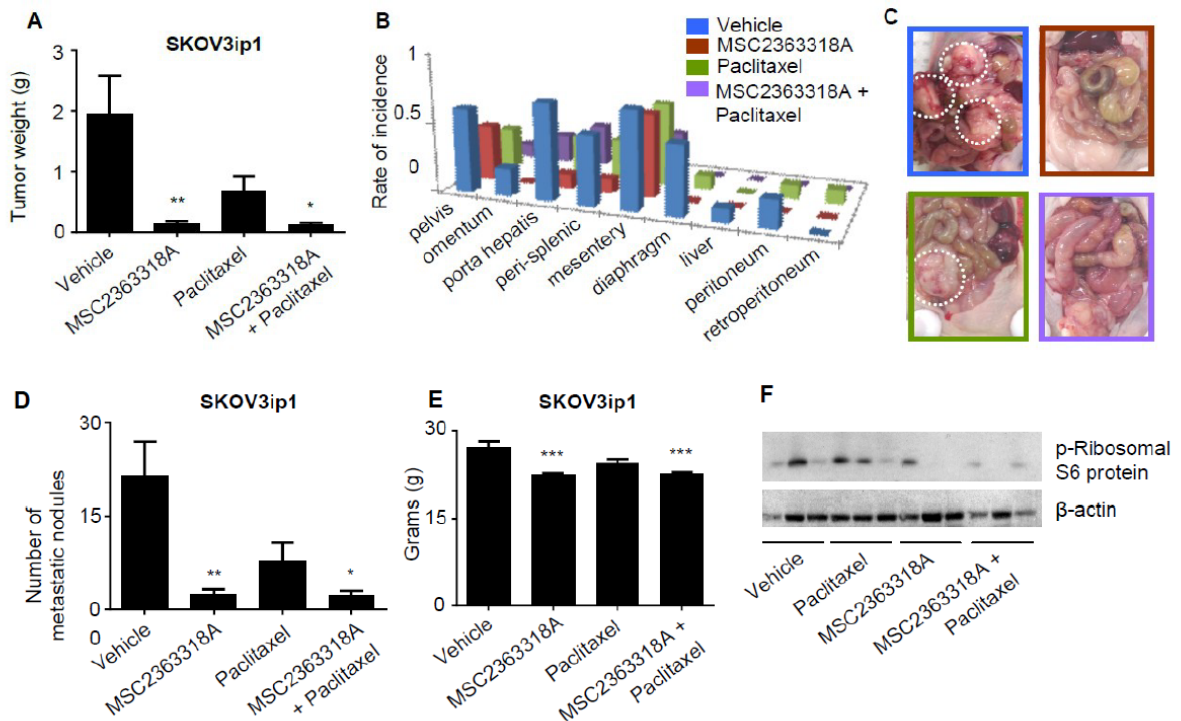 A
SKOV3ip1
Tumor weight (g)
3
2
1
0
Vehicle
MSC2363318A
Paclitaxel
MSC2363318A
+ Paclitaxel
B
Vehicle
MSC2363318A
Paclitaxel
MSC2363318A +
Paclitaxel
Rate of incidence
1
0.5
0
pelvis
omentum
porta hepatis
peri-splenic
mesentery
diaphragm
liver
peritoneum
retroperitoneum
C
D
SKOV3ip1
Number of
metastatic nodules
30
15
0
0
Vehicle
MSC2363318A
Paclitaxel
MSC2363318A
+ Paclitaxel
**
*
**
*
E
SKOV3ip1
Grams (g)
30
15
0
***
***
Vehicle
MSC2363318A
Paclitaxel
MSC2363318A +
Paclitaxel
F
p-Ribosomal
S6 protein
β-actin
Vehicle
Paclitaxel
MSC2363318A
MSC2363318A +
Paclitaxel